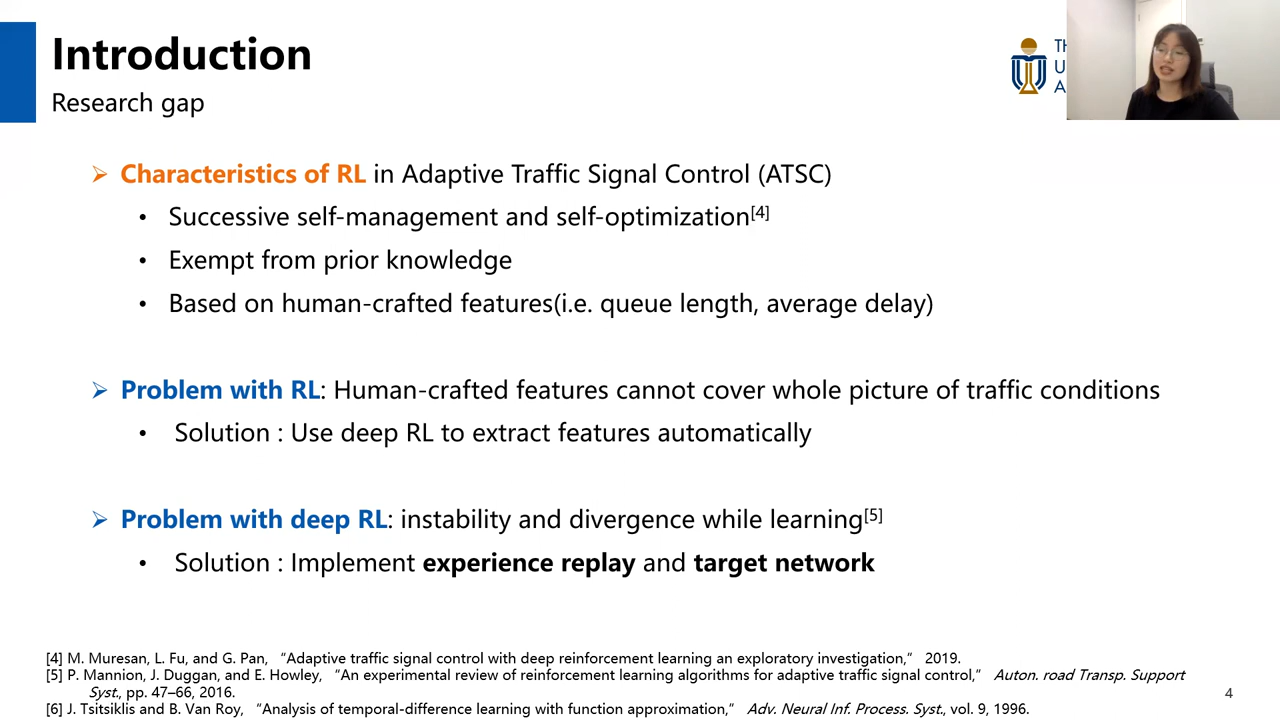 Introduction
Research gap
➢ Characteristics of RL in Adaptive Traffic Signal Control (ATSC)
• Successive self-management and self-optimization[4]
• Exempt from prior knowledge
• Based on human-crafted features(i.e. queue length, average delay)
➢ Problem with RL: Human-crafted features cannot cover whole picture of traffic conditions
• Solution : Use deep RL to extract features automatically
➢ Problem with deep RL: instability and divergence while learning[5]
• Solution : Implement experience replay and target network
[4] M. Muresan, L. Fu, and G. Pan, “Adaptive traffic signal control with deep reinforcement learning an exploratory investigation,” 2019.
[5] P. Mannion, J. Duggan, and E. Howley, “An experimental review of reinforcement learning algorithms for adaptive traffic signal control,” Auton. road Transp. Support
Syst., pp. 47–66, 2016.
[6] J. Tsitsiklis and B. Van Roy, “Analysis of temporal-difference learning with function approximation,” Adv. Neural Inf. Process. Syst., vol. 9, 1996.
4